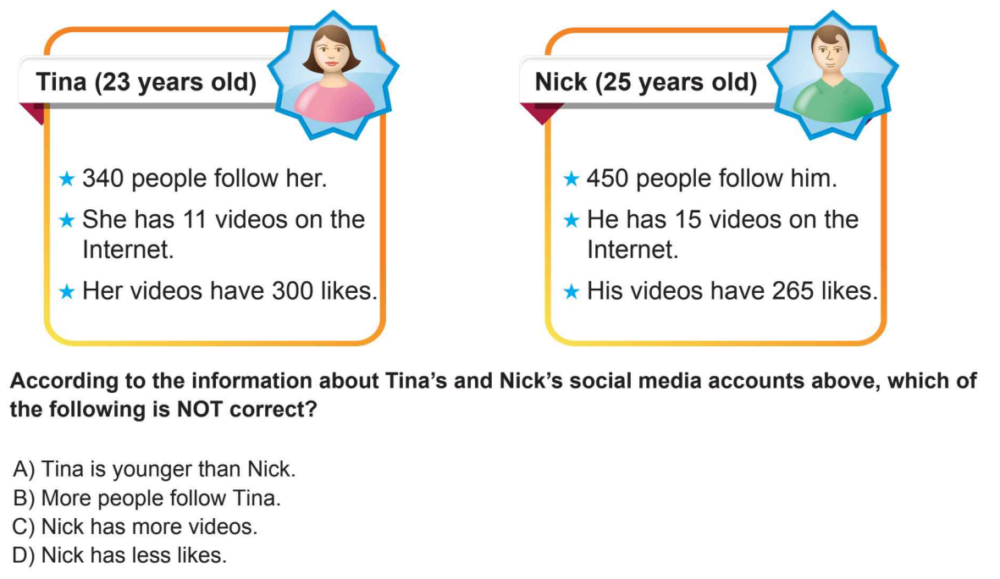 Tina (23 years old)
★ 340 people follow her.
★ She has 11 videos on the
Internet.
★ Her videos have 300 likes.
Nick (25 years old)
★ 450 people follow him.
★ He has 15 videos on the
Internet.
★ His videos have 265 likes.
According to the information about Tina’s and Nick’s social media accounts above, which of
the following is NOT correct?
A) Tina is younger than Nick.
B) More people follow Tina.
C) Nick has more videos.
D) Nick has less likes.